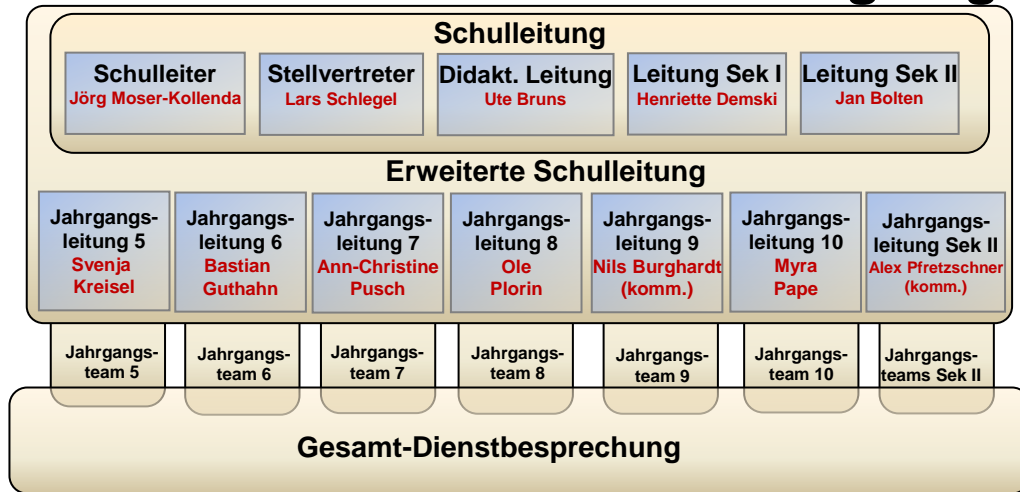 Schulleitung
Schulleiter
Jörg Moser-Kollenda
Stellvertreter
Lars Schlegel
Didakt. Leitung
Ute Bruns
Leitung Sek I
Henriette Demski
Leitung Sek II
Jan Bolten
Erweiterte Schulleitung
Jahrgangs-
leitung 5
Svenja
Kreisel
Jahrgangs-
leitung 6
Bastian
Guthahn
Jahrgangs-
leitung 7
Ann-Christine
Pusch
Jahrgangs-
leitung 8
Ole
Plorin
Jahrgangs-
leitung 9
Nils Burghardt
(komm.)
Jahrgangs-
leitung 10
Myra
Pape
Jahrgangs-
leitung Sek II
Alex Pfretzschner
(komm.)
Jahrgangs-
team 5
Jahrgangs-
team 6
Jahrgangs-
team 7
Jahrgangs-
team 8
Jahrgangs-
team 9
Jahrgangs-
team 10
Jahrgangs-
teams Sek II
Gesamt-Dienstbesprechung